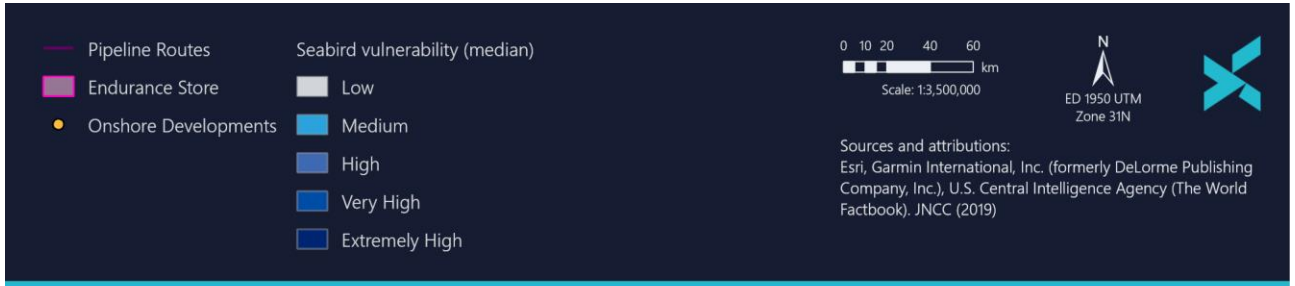 Pipeline Routes
Endurance Store
Onshore Developments
Seabird vulnerability (median)
Low
Medium
High
Very High
Extremely High
0 10 20 40 60
km
Scale: 1:3,500,000
N
ED 1950 UTM
Zone 31N
Sources and attributions:
Esri, Garmin International, Inc. (formerly DeLorme Publishing
Company, Inc.), U.S. Central Intelligence Agency (The World
Factbook). JNCC (2019)